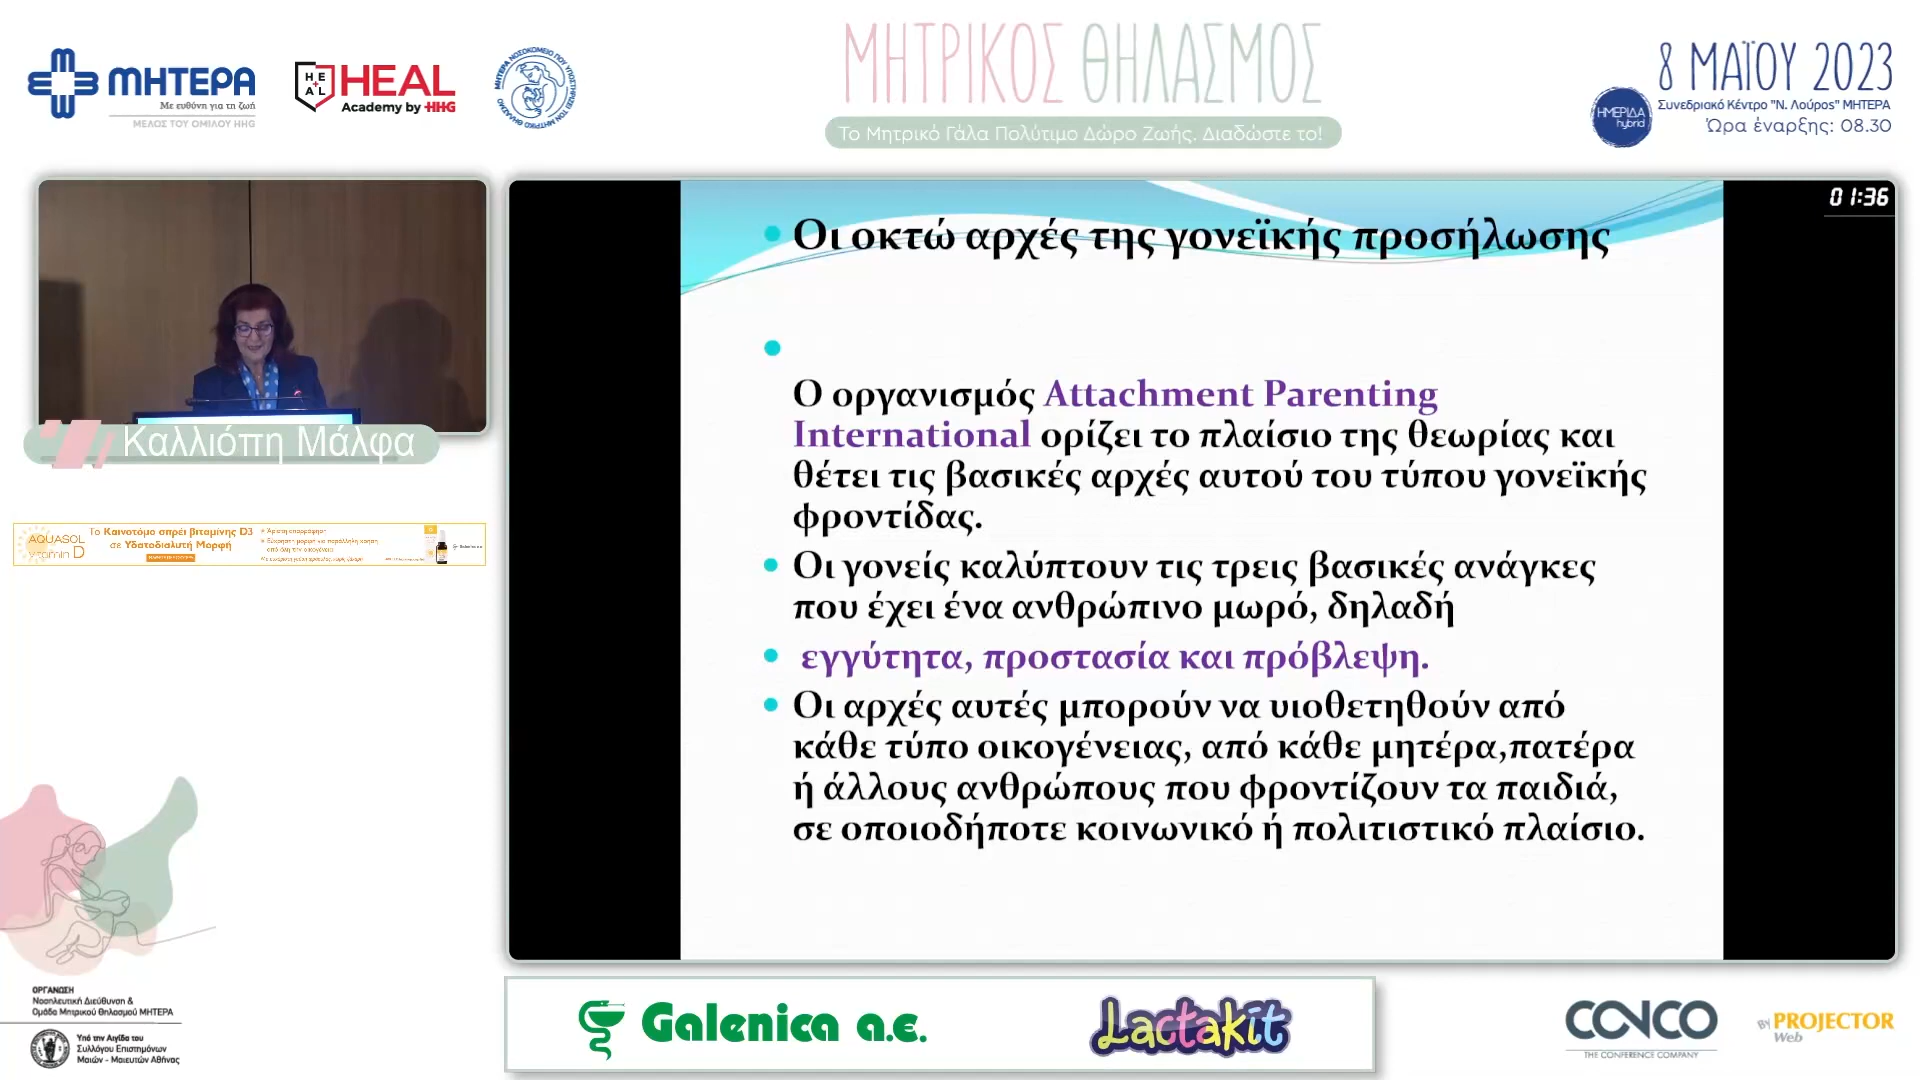 ΜΗΤΕΡΑ
Με ευθύνη για τη ζωή
ΜΕΛΟΣ ΤΟΥ ΟΜΙΛΟΥ HHG
HEAL
HEAL
Academy by HHG
ΜΗΤΡΙΚΟΣ ΘΗΛΑΣΜΟΣ
Το Μητρικό Γάλα Πολύτιμο Δώρο Ζωής. Διαδώστε το!
8 ΜΑΪΟΥ 2023
ΗΜΕΡΙΔΑ
hybrid
Συνεδριακό Κέντρο "Ν. Λούρος" ΜΗΤΕΡΑ
Ώρα έναρξης: 08.30
01:36
Οι οκτώ αρχές της γονεϊκής προσήλωσης
Ο οργανισμός Attachment Parenting
International ορίζει το πλαίσιο της θεωρίας και
θέτει τις βασικές αρχές αυτού του τύπου γονεϊκής
φροντίδας.
Οι γονείς καλύπτουν τις τρεις βασικές ανάγκες
που έχει ένα ανθρώπινο μωρό, δηλαδή
εγγύτητα, προστασία και πρόβλεψη.
Οι αρχές αυτές μπορούν να υιοθετηθούν από
κάθε τύπο οικογένειας, από κάθε μητέρα,πατέρα
ή άλλους ανθρώπους που φροντίζουν τα παιδιά,
σε οποιοδήποτε κοινωνικό ή πολιτιστικό πλαίσιο.
Καλλιόπη Μάλφα
AQUASOL
vitamin D
Το Καινοτόμο σπρέι βιταμίνης D3
σε Υδατοδιαλυτή Μορφή
ΟΡΓΑΝΩΣΗ
Νοσηλευτική Διεύθυνση &
Ομάδα Μητρικού Θηλασμού ΜΗΤΕΡΑ
Υπό την Αιγίδα του
Συλλόγου Επιστημόνων
Μαιών - Μαιευτών Αθήνας
Galenica α.ε.
Lactakit
CONCO
THE CONFERENCE COMPANY
BY PROJECTOR
Web